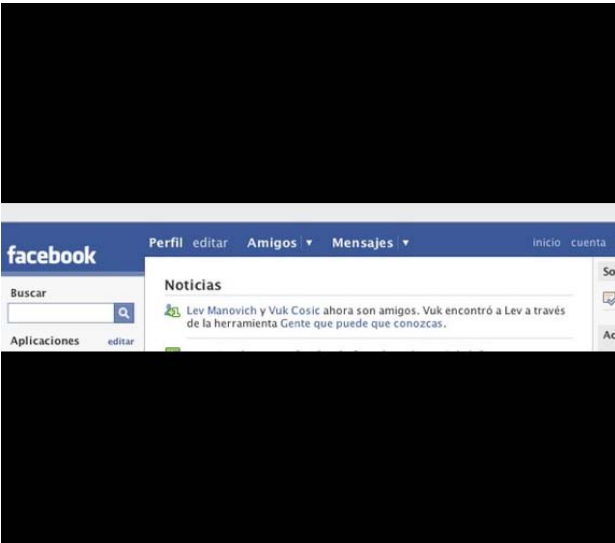 Perfil editar Amigos ▼ Mensajes ▼ inicio cuenta
facebook
Buscar
Aplicaciones editar
Noticias
Lev Manovich y Vuk Cosic ahora son amigos. Vuk encontró a Lev a través
de la herramienta Gente que puede que conozcas.
So
Ac